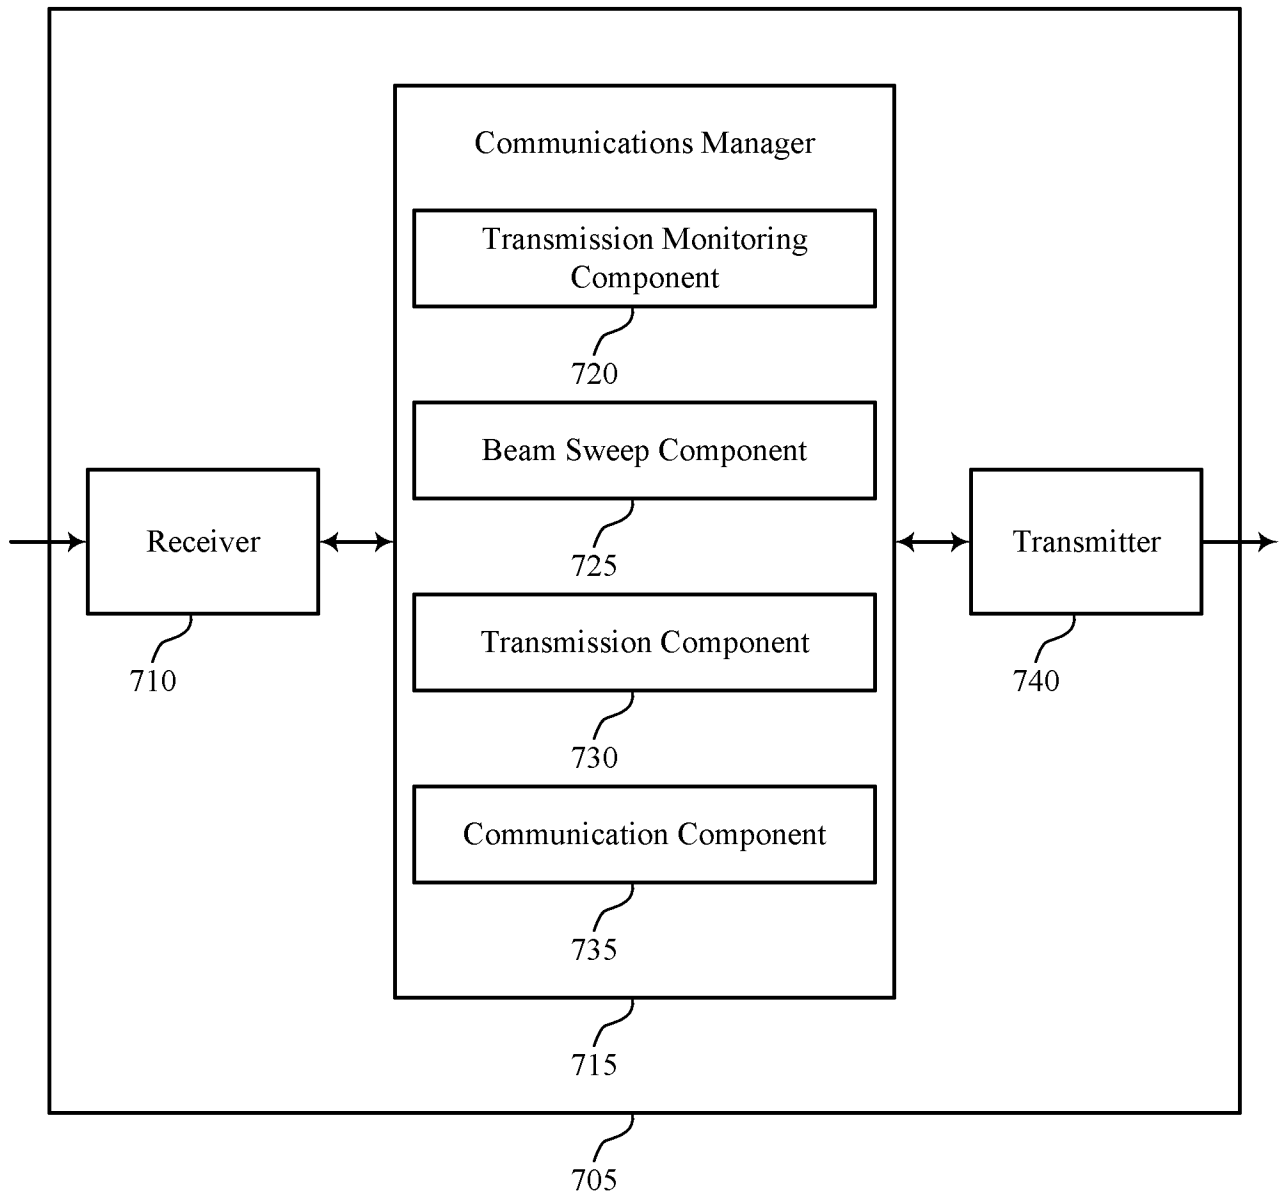 Communications Manager
Transmission Monitoring
Component
720
Beam Sweep Component
725
Receiver
710
Transmitter
740
Transmission Component
730
Communication Component
735
715
705